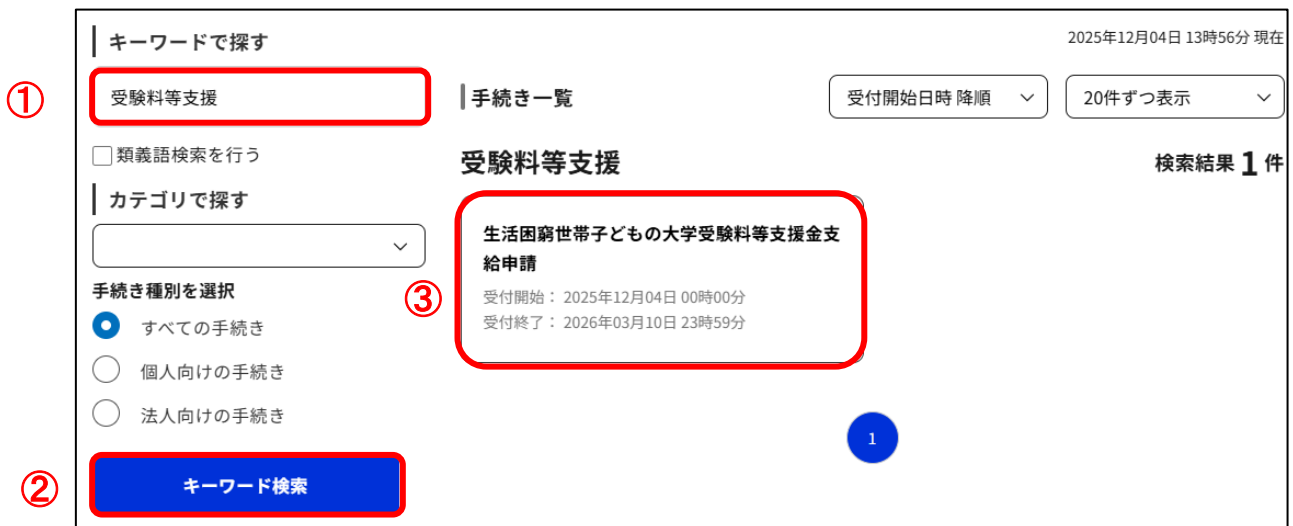 キーワードで探す
2025年12月04日 13時56分 現在
①
受験料等支援
手続き一覧
受付開始日時 降順
20件ずつ表示
類義語検索を行う
受験料等支援
検索結果 1 件
カテゴリで探す
生活困窮世帯子どもの大学受験料等支援金支
給申請
手続き種別を選択
③
受付開始： 2025年12月04日 00時00分
受付終了： 2026年03月10日 23時59分
すべての手続き
個人向けの手続き
法人向けの手続き
1
②
キーワード検索